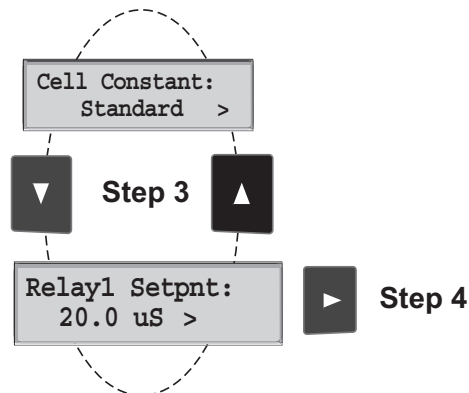 Cell Constant:
Standard >
Step 3
Relay1 Setpnt:
20.0 uS >
Step 4